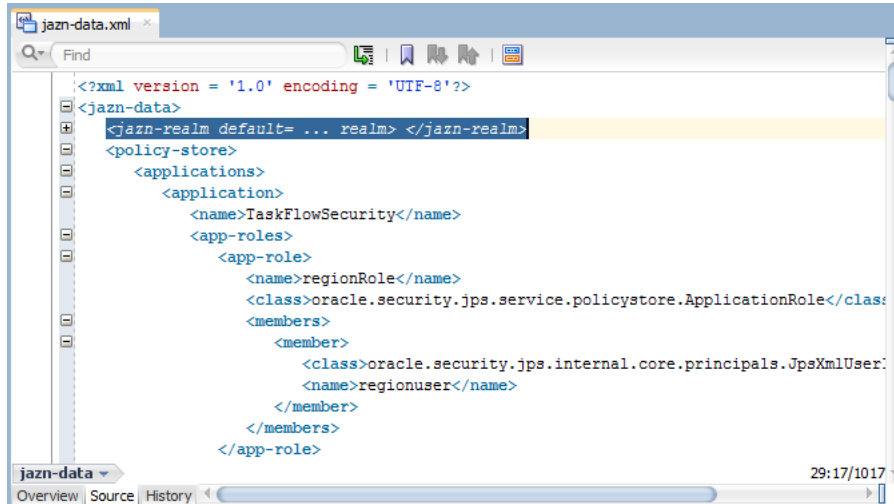 jazn-data.xml
Find
<?xml version = '1.0' encoding = 'UTF-8'?>
<jazn-data>
<jazn-realm default= ... realm> </jazn-realm>
<policy-store>
<applications>
<application>
<name>TaskFlowSecurity</name>
<app-roles>
<app-role>
<name>regionRole</name>
<class>oracle.security.jps.service.policystore.ApplicationRole</clas
<members>
<member>
<class>oracle.security.jps.internal.core.principals.JpsXmlUser
<name>regionuser</name>
</member>
</members>
</app-role>
jazn-data 29:17/1017
Overview Source History